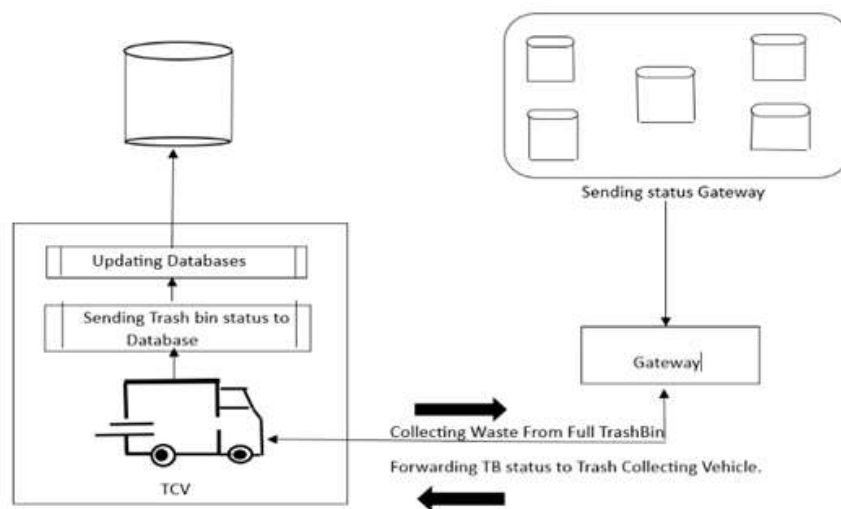 Sending status Gateway
Updating Databases
Sending Trash bin status to
Database
Gateway
Collecting Waste From Full TrashBin
Forwarding TB status to Trash Collecting Vehicle.
TCV